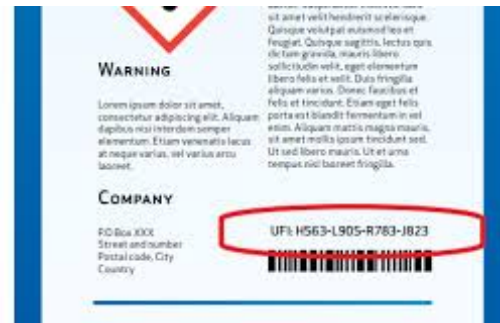 WARNING
Lorem ipsum dolor sit amet,
consectetur adipiscing elit. Aliquam
dapibus nisi interdum semper
elementum. Etiam venenatis lacus
at neque varius, vel varius arcu
laoreet.
sit amet velit hendrerit scelerisque.
Quisque volutpat euismod leo et
feugiat. Quisque sagittis, lectus quis
dictum gravida, mauris libero
sollicitudin velit, eget elementum
libero felis et velit. Duis fringilla
aliquam varius. Donec faucibus et
felis et tincidunt. Etiam eget felis
porta est blandit fermentum in vel
enim. Aliquam mattis magna mauris,
sit amet mollis ipsum tincidunt sed.
Ut sed libero mauris. Ut et urna
tempus nisl laoreet fringilla.
COMPANY
P.O Box XXX
Street and number
Postal code, City
Country
UFI: H563-L905-R783-J823